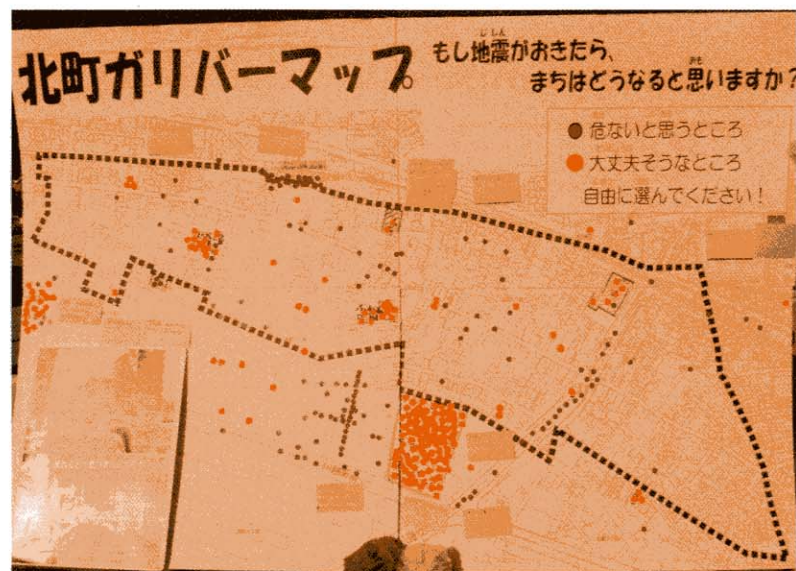 北町ガリバーマップ。
もし地震がおきたら、
まちはどうなると思いますか?
● 危ないと思うところ
● 大丈夫そうなところ
自由に選んでください!